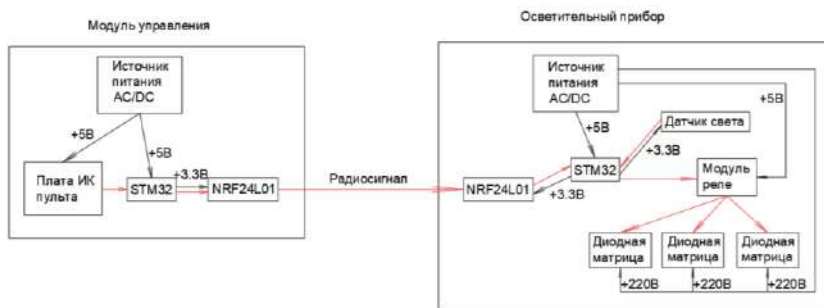 Модуль управления
Источник
питания
AC/DC
+5В
+5В
Плата ИК
пульта
STM32
+3.3В
NRF24L01
Радиосигнал
Осветительный прибор
Источник
питания
AC/DC
+5В
+5В
Датчик света
+3.3В
NRF24L01
+3.3В
STM32
Модуль
реле
Диодная
матрица
Диодная
матрица
Диодная
матрица
+220В
+220В
+220В